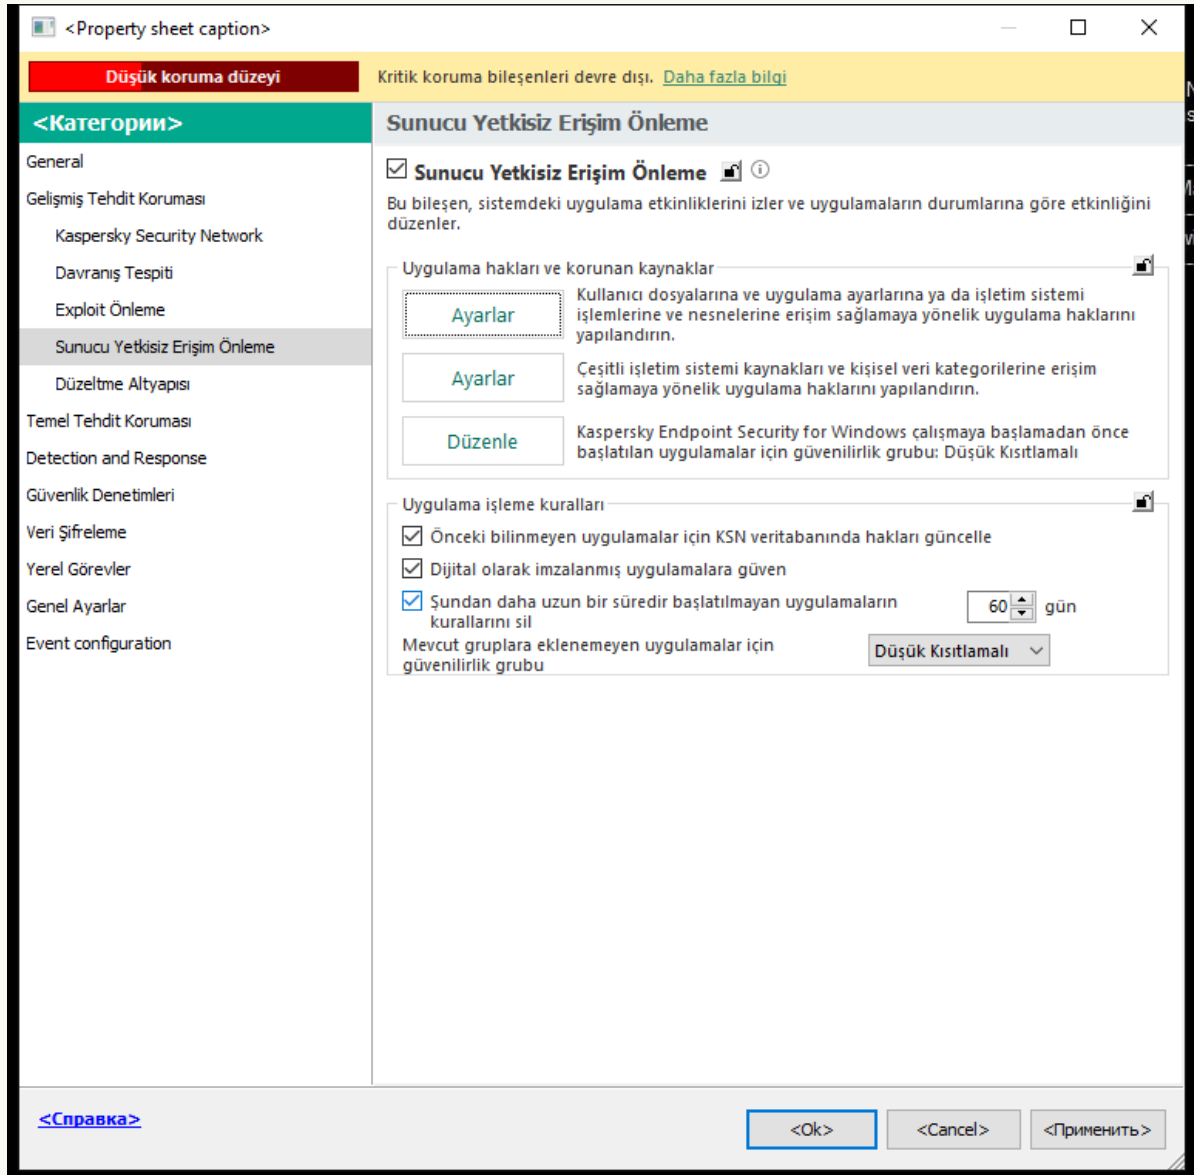 <Property sheet caption>
Düşük koruma düzeyi
Kritik koruma bileşenleri devre dışı. Daha fazla bilgi
<Категории>
General
Gelişmiş Tehdit Koruması
Kaspersky Security Network
Davranış Tespiti
Exploit Önleme
Sunucu Yetkisiz Erişim Önleme
Düzeltme Altyapısı
Temel Tehdit Koruması
Detection and Response
Güvenlik Denetimleri
Veri Şifreleme
Yerel Görevler
Genel Ayarlar
Event configuration
Sunucu Yetkisiz Erişim Önleme
Sunucu Yetkisiz Erişim Önleme
Bu bileşen, sistemdeki uygulama etkinliklerini izler ve uygulamaların durumlarına göre etkinliğini
düzenler.
Uygulama hakları ve korunan kaynaklar
Ayarlar
Kullanıcı dosyalarına ve uygulama ayarlarına ya da işletim sistemi
işlemlerine ve nesnelerine erişim sağlamaya yönelik uygulama haklarını
yapılandırın.
Ayarlar
Çeşitli işletim sistemi kaynakları ve kişisel veri kategorilerine erişim
sağlamaya yönelik uygulama haklarını yapılandırın.
Düzenle
Kaspersky Endpoint Security for Windows çalışmaya başlamadan önce
başlatılan uygulamalar için güvenilirlik grubu: Düşük Kısıtlamalı
Uygulama işleme kuralları
Önceki bilinmeyen uygulamalar için KSN veritabanında hakları güncelle
Dijital olarak imzalanmış uygulamalara güven
Şundan daha uzun bir süredir başlatılmayan uygulamaların
kurallarını sil
60 gün
Mevcut gruplara eklenemeyen uygulamalar için
güvenilirlik grubu
Düşük Kısıtlamalı
<Справка>
<Ok>
<Cancel>
<Применить>